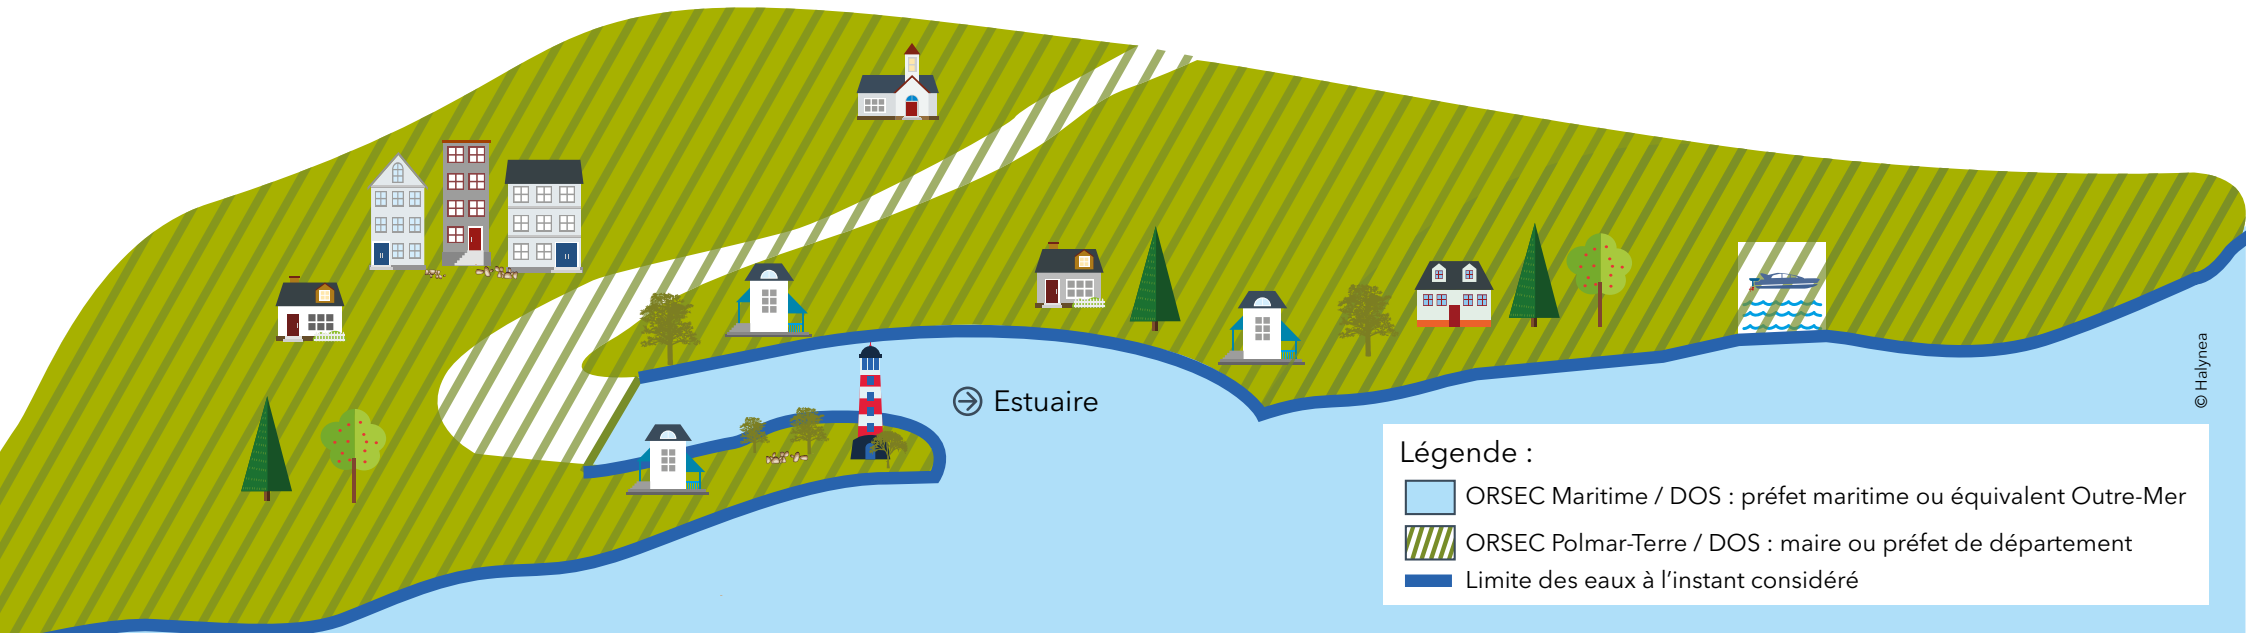 Estuaire
© Halynea
Légende :
ORSEC Maritime / DOS : préfet maritime ou équivalent Outre-Mer
ORSEC Polmar-Terre / DOS : maire ou préfet de département
Limite des eaux à l’instant considéré